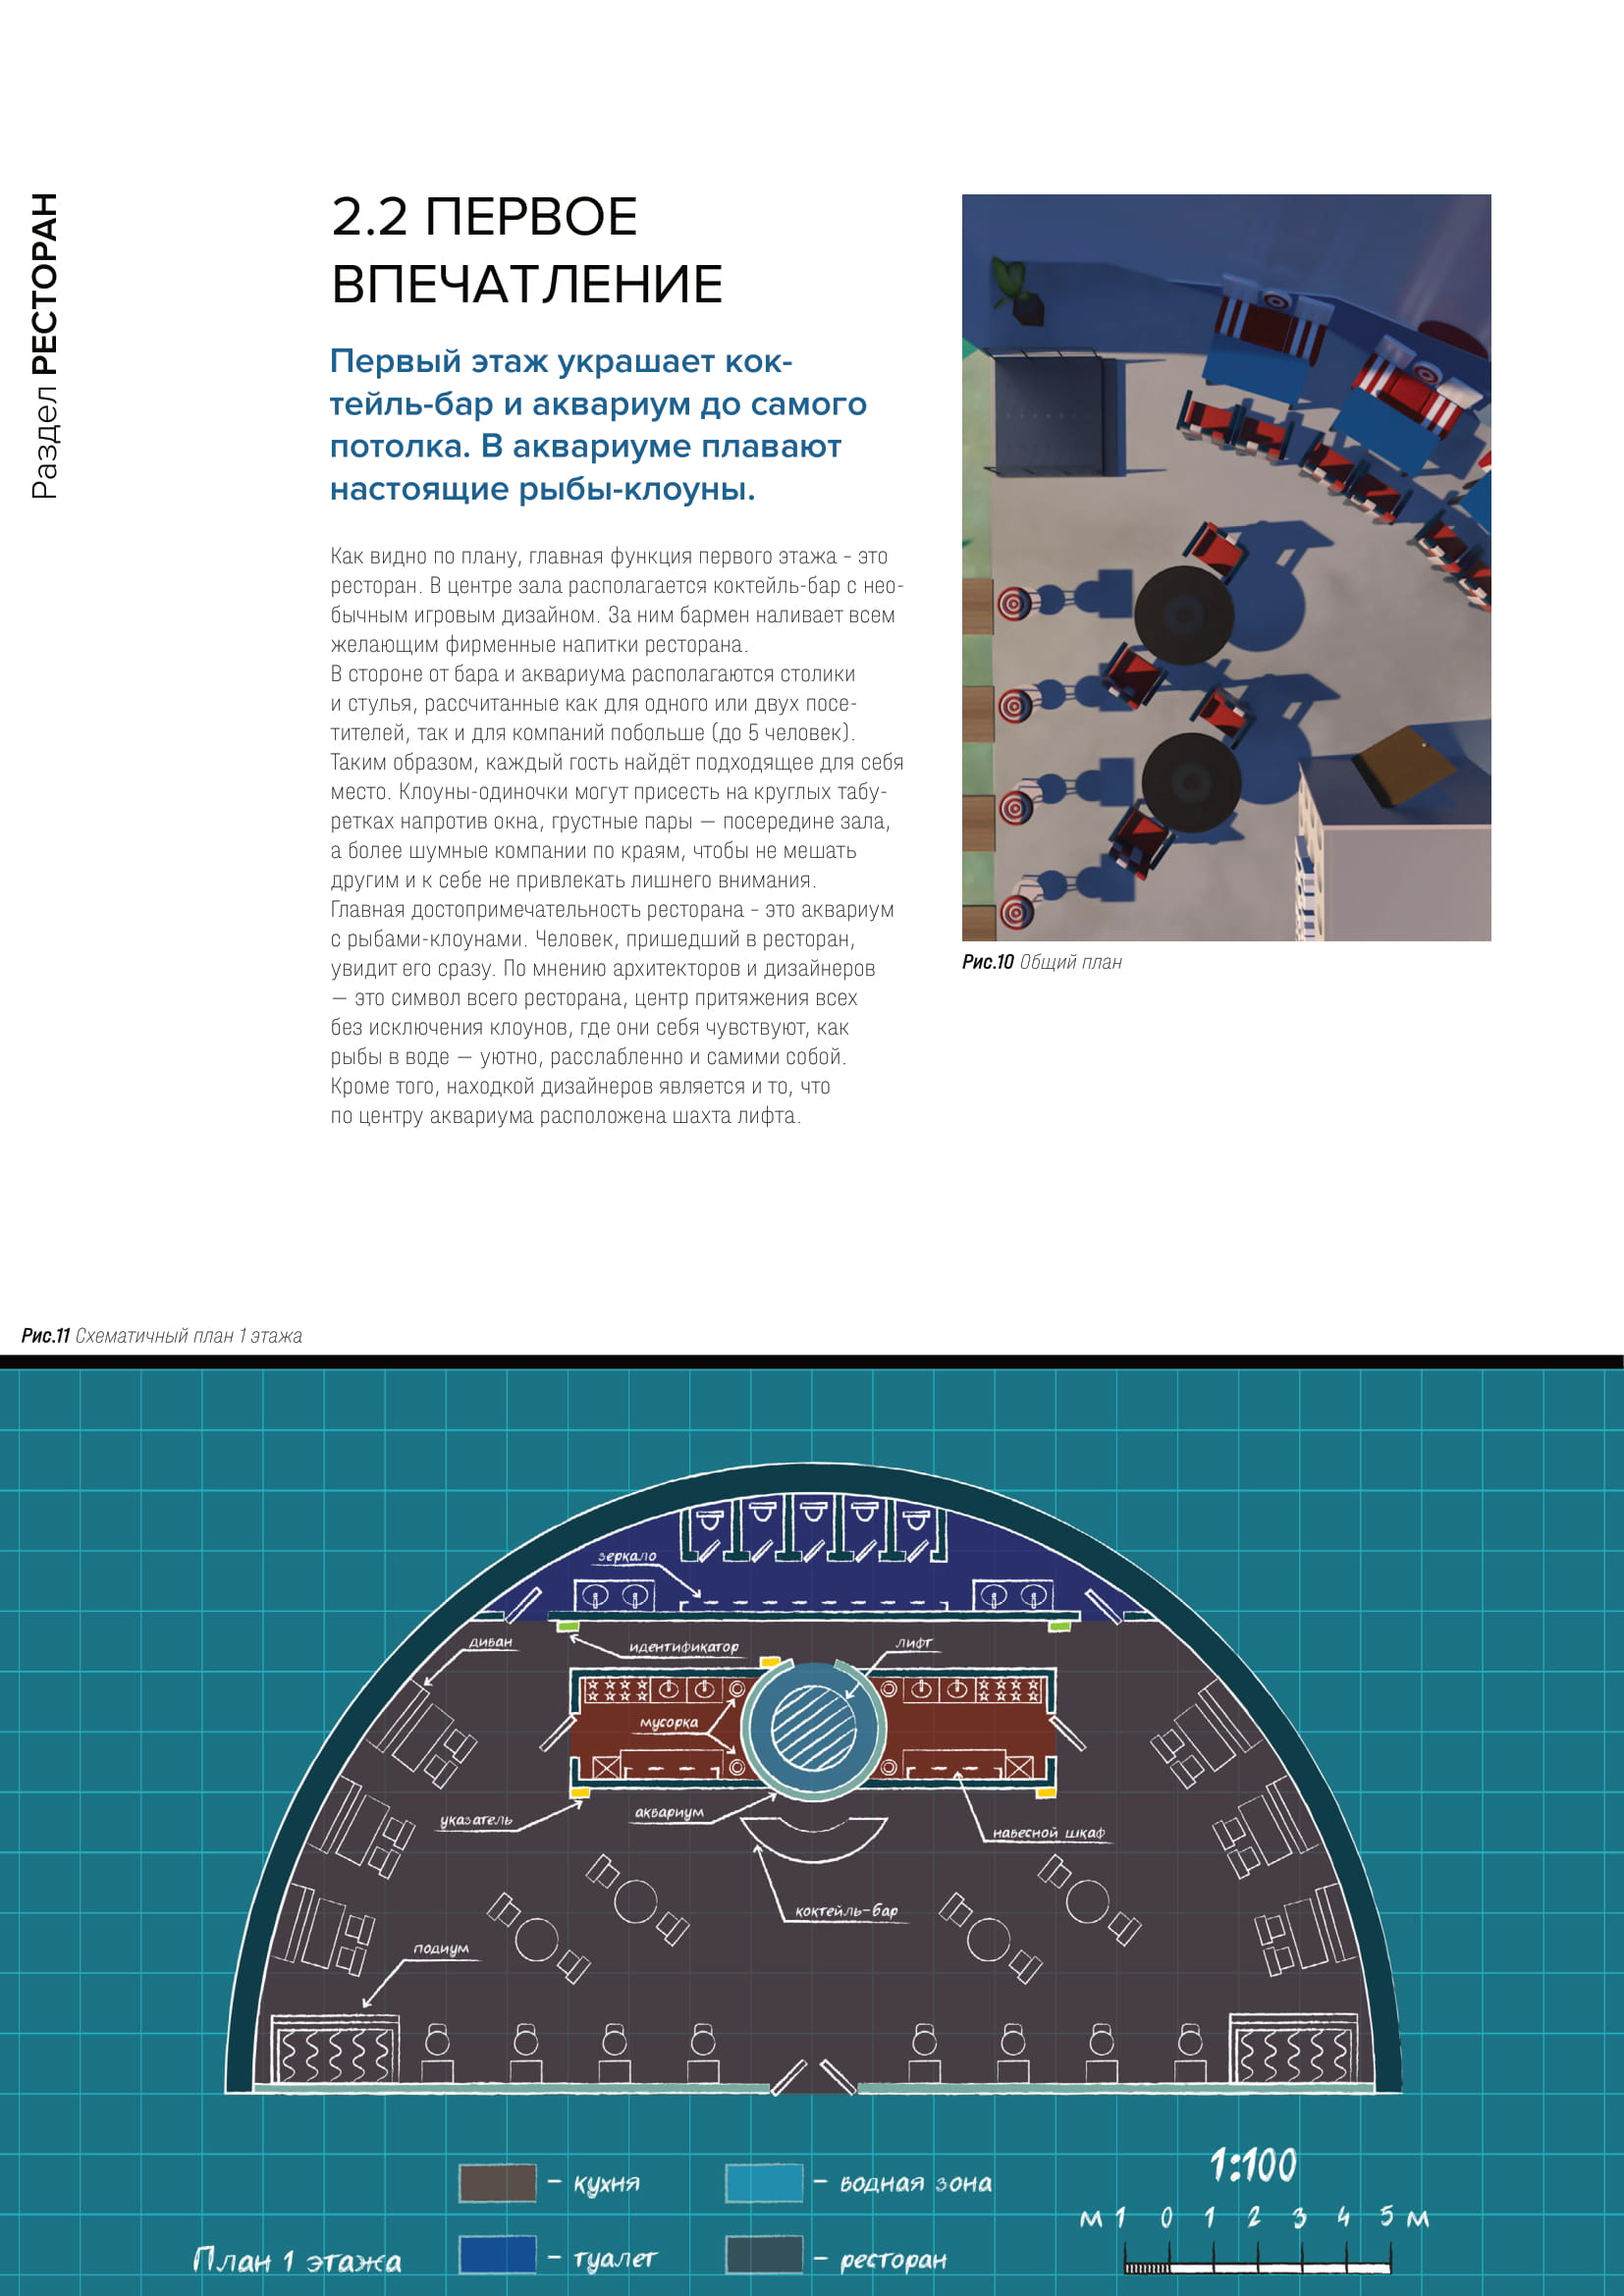 Раздел РЕСТОРАН
2.2 ПЕРВОЕ
ВПЕЧАТЛЕНИЕ
Первый этаж украшает кок-
тейль-бар и аквариум до самого
потолка. В аквариуме плавают
настоящие рыбы-клоуны.
Как видно по плану, главная функция первого этажа - это
ресторан. В центре зала располагается коктейль-бар с нео-
бычным игровым дизайном. За ним бармен наливает всем
желающим фирменные напитки ресторана.
В стороне от бара и аквариума располагаются столики
и стулья, рассчитанные как для одного или двух посе-
тителей, так и для компаний побольше (до 5 человек).
Таким образом, каждый гость найдёт подходящее для себя
место. Клоуны-одиночки могут присесть на круглых табу-
ретках напротив окна, грустные пары — посередине зала,
а более шумные компании по краям, чтобы не мешать
другим и к себе не привлекать лишнего внимания.
Главная достопримечательность ресторана - это аквариум
с рыбами-клоунами. Человек, пришедший в ресторан,
увидит его сразу. По мнению архитекторов и дизайнеров
— это символ всего ресторана, центр притяжения всех
без исключения клоунов, где они себя чувствуют, как
рыбы в воде — уютно, расслабленно и самими собой.
Кроме того, находкой дизайнеров является и то, что
по центру аквариума расположена шахта лифта.
Рис.10 Общий план
Рис.11 Схематичный план 1 этажа
зеркало
диван
идентификатор
лифт
мусорка
указатель
аквариум
навесной шкаф
коктейль-бар
подиум
План 1 этажа
– кухня
– водная зона
– туалет
– ресторан
1:100
М 1 0 1 2 3 4 5 М